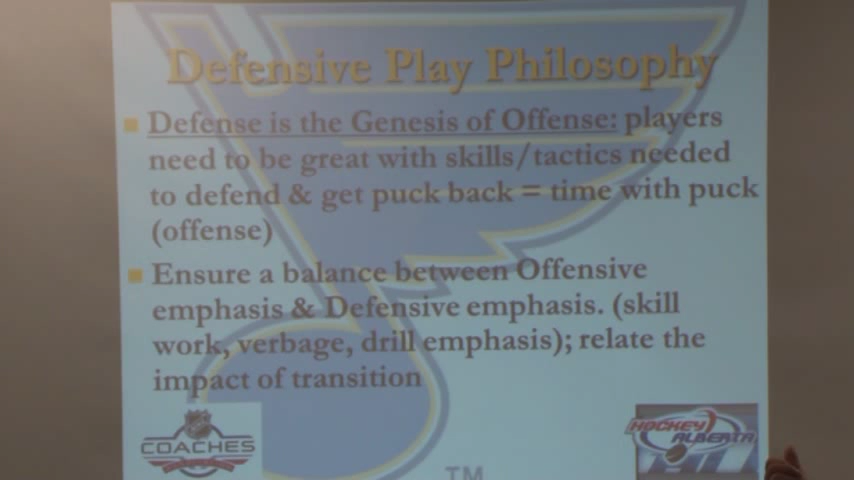 Defensive Play Philosophy
Defense is the Genesis of Offense: players
need to be great with skills/tactics needed
to defend & get puck back = time with puck
(offense)
Ensure a balance between Offensive
emphasis & Defensive emphasis. (skill
work, verbage, drill emphasis); relate the
impact of transition
COACHES
HOCKEY
ALBERTA
TM